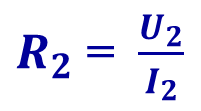 R₂ = U₂ / I₂